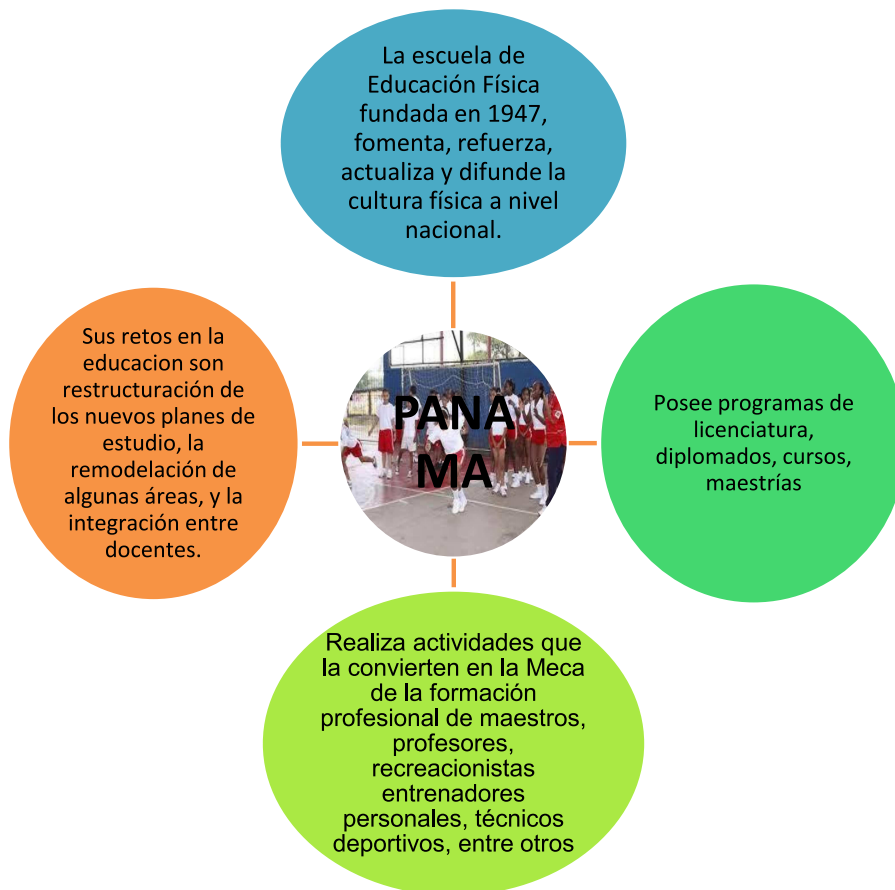 La escuela de
Educación Física
fundada en 1947,
fomenta, refuerza,
actualiza y difunde la
cultura física a nivel
nacional.
Sus retos en la
educacion son
restructuración de
los nuevos planes de
estudio, la
remodelación de
algunas áreas, y la
integración entre
docentes.
PANA
MA
Posee programas de
licenciatura,
diplomados, cursos,
maestrías
Realiza actividades que
la convierten en la Meca
de la formación
profesional de maestros,
profesores,
recreacionistas
entrenadores
personales, técnicos
deportivos, entre otros